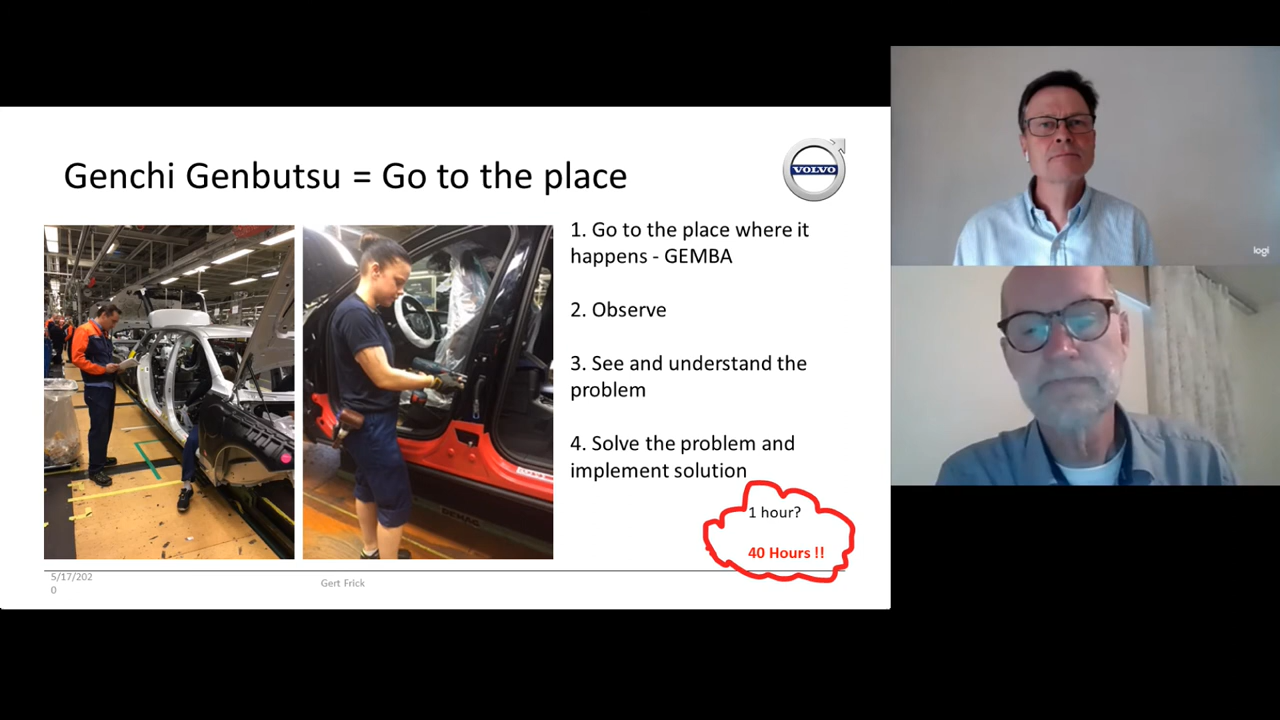 Genchi Genbutsu = Go to the place
VOLVO
1. Go to the place where it
happens - GEMBA
2. Observe
3. See and understand the
problem
4. Solve the problem and
implement solution
1 hour?
40 Hours !!
5/17/202
0
Gert Frick
logi